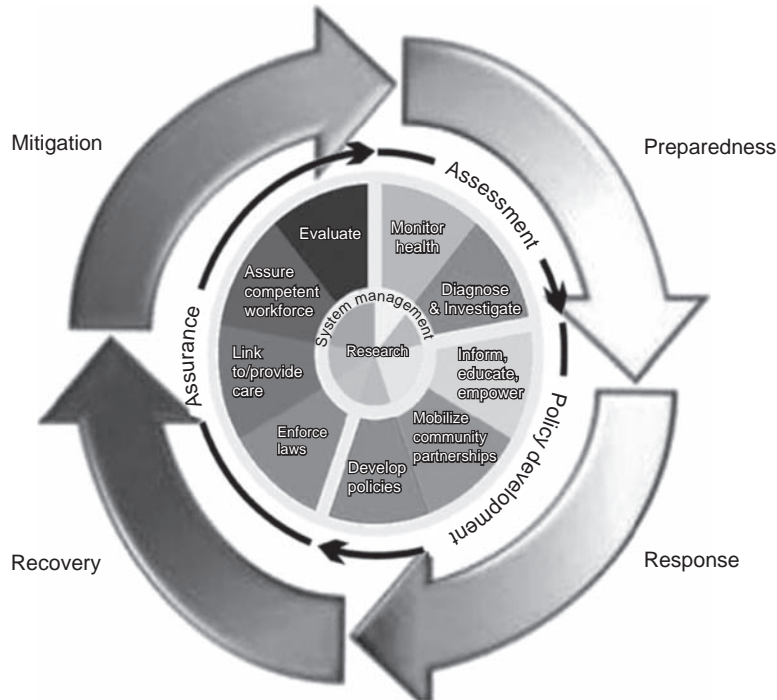 Mitigation
Preparedness
Assessment
Evaluate
Monitor
health
Assure
competent
workforce
Diagnose
& Investigate
System management
Assurance
Link
to/provide
care
Research
Inform,
educate,
empower
Enforce
laws
Develop
policies
Mobilize
community
partnerships
Policy development
Recovery
Response